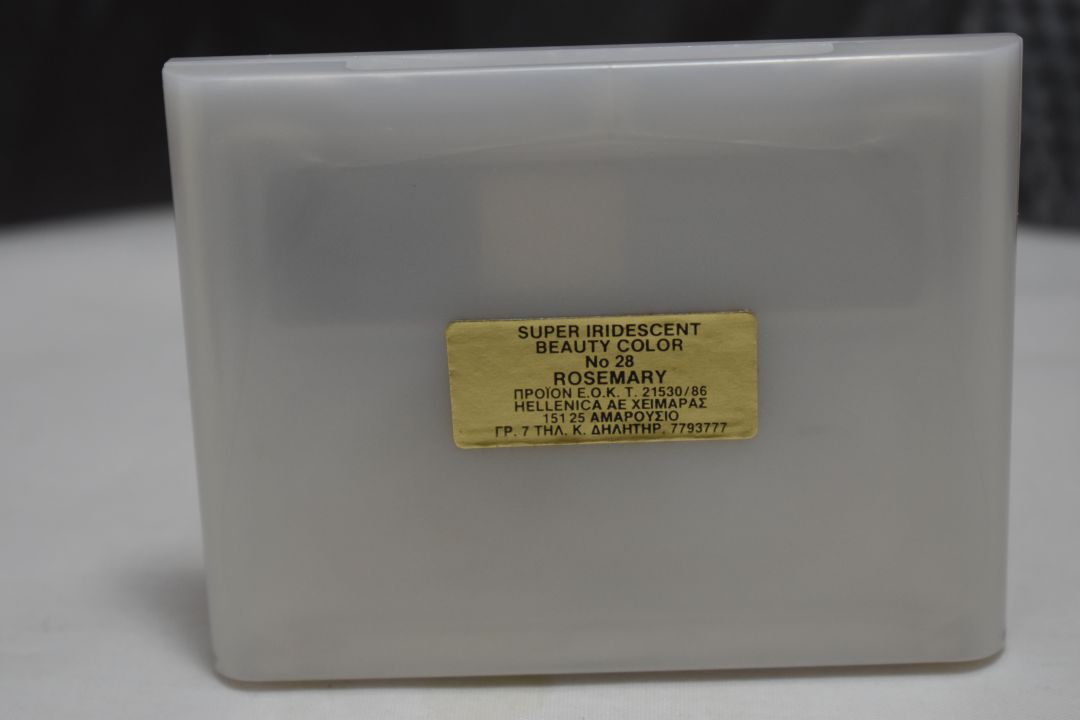 SUPER IRIDESCENT
BEAUTY COLOR
No 28
ROSEMARY
ΠΡΟΪΟΝ Ε.Ο.Κ. Τ. 21530/86
HELLENICA AE ΧΕΙΜΑΡΑΣ
151 25 ΑΜΑΡΟΥΣΙΟ
ΓΡ. 7 ΤΗΛ. Κ. ΔΗΛΗΤΗΡ. 7793777